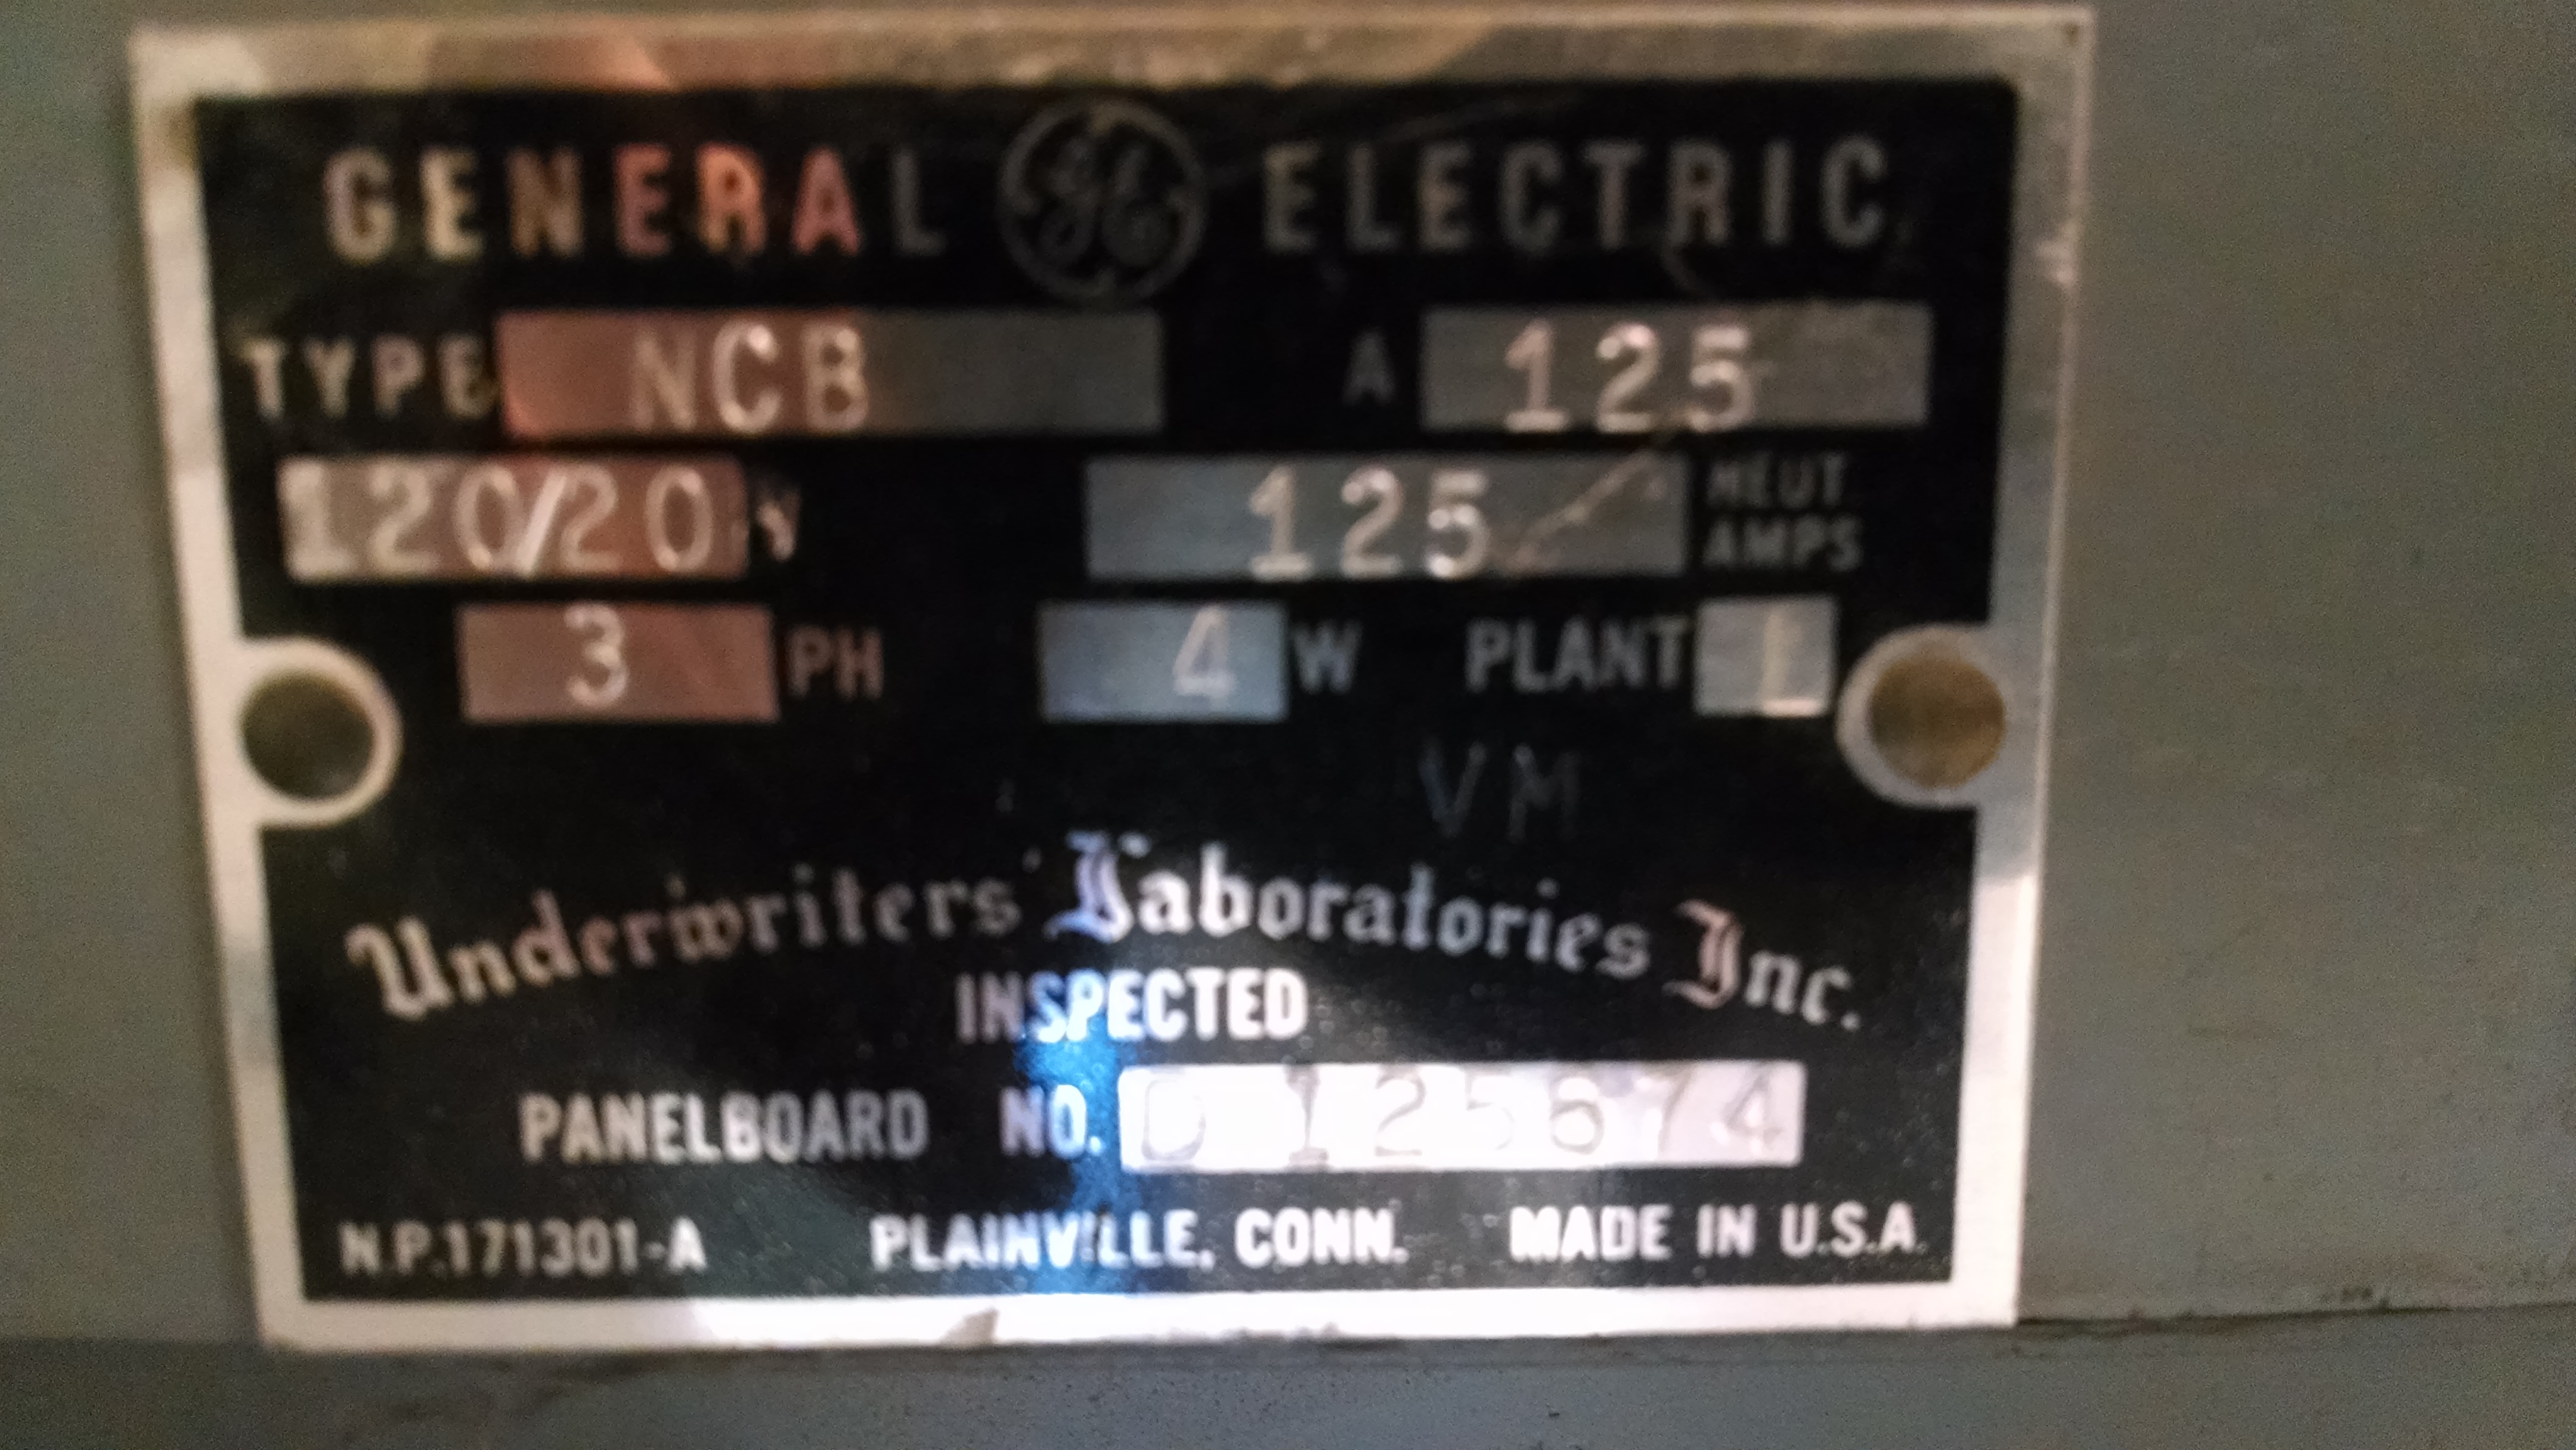 GENERAL GE ELECTRIC
TYPE NCB A 125
120/20 V 125 NEUT. AMPS
3 PH 4 W PLANT L
VM
Underwriters' Laboratories Inc.
INSPECTED
PANELBOARD NO.
N.P.171301-A PLAINVILLE, CONN. MADE IN U.S.A.